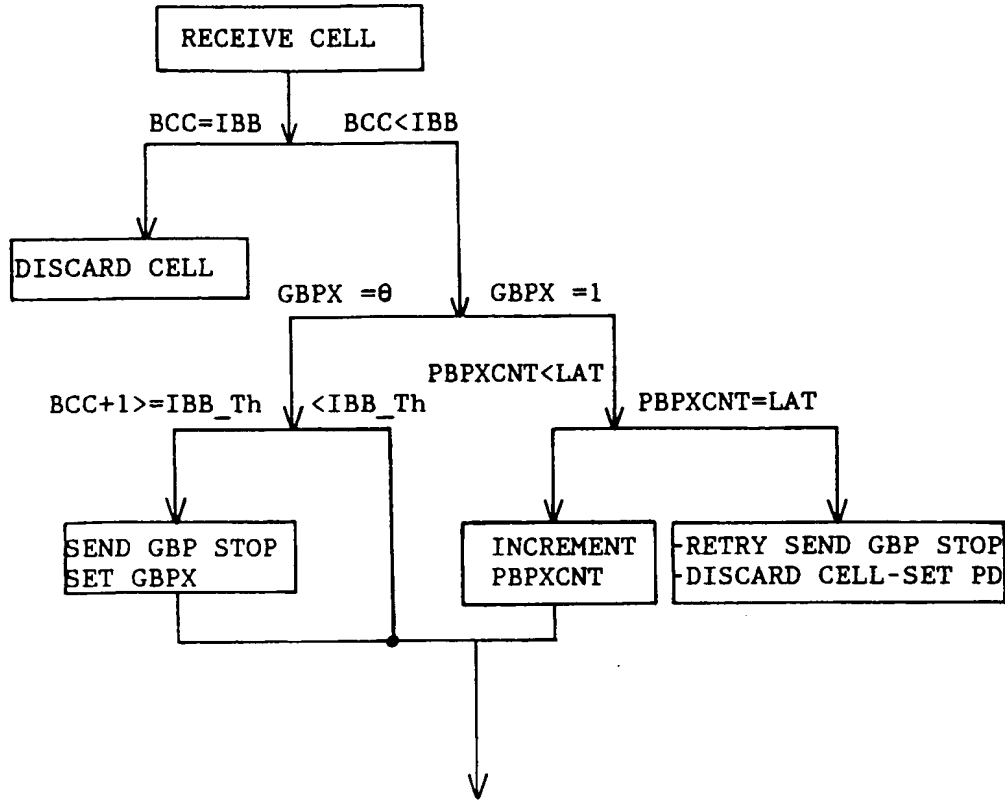 RECEIVE CELL
BCC=IBB
BCC<IBB
DISCARD CELL
GBPX =0
GBPX =1
PBPXCNT<LAT
BCC+1>=IBB_Th
<IBB_Th
PBPXCNT=LAT
SEND GBP STOP
SET GBPX
INCREMENT
PBPXCNT
-RETRY SEND GBP STOP
-DISCARD CELL-SET PD